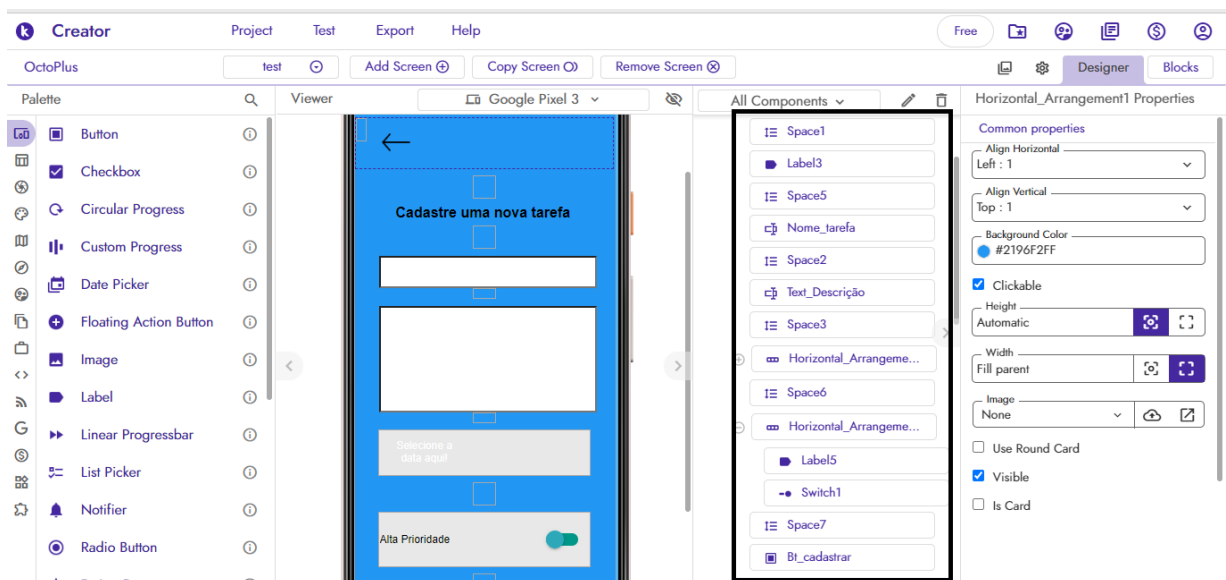 Creator
Project
Test
Export
Help
Free
OctoPlus
test
Add Screen
Copy Screen
Remove Screen
Designer
Blocks
Palette
Viewer
Google Pixel 3
All Components
Horizontal_Arrangement1 Properties
Button
Checkbox
Circular Progress
Custom Progress
Date Picker
Floating Action Button
Image
Label
Linear Progressbar
List Picker
Notifier
Radio Button
Cadastre uma nova tarefa
Selecione a
data aqui!
Alta Prioridade
Space1
Label3
Space5
Nome_tarefa
Space2
Text_Descrição
Space3
Horizontal_Arrangeme...
Space6
Horizontal_Arrangeme...
Label5
Switch1
Space7
Bt_cadastrar
Common properties
Align Horizontal
Left : 1
Align Vertical
Top : 1
Background Color
#2196F2FF
Clickable
Height
Automatic
Width
Fill parent
Image
None
Use Round Card
Visible
Is Card